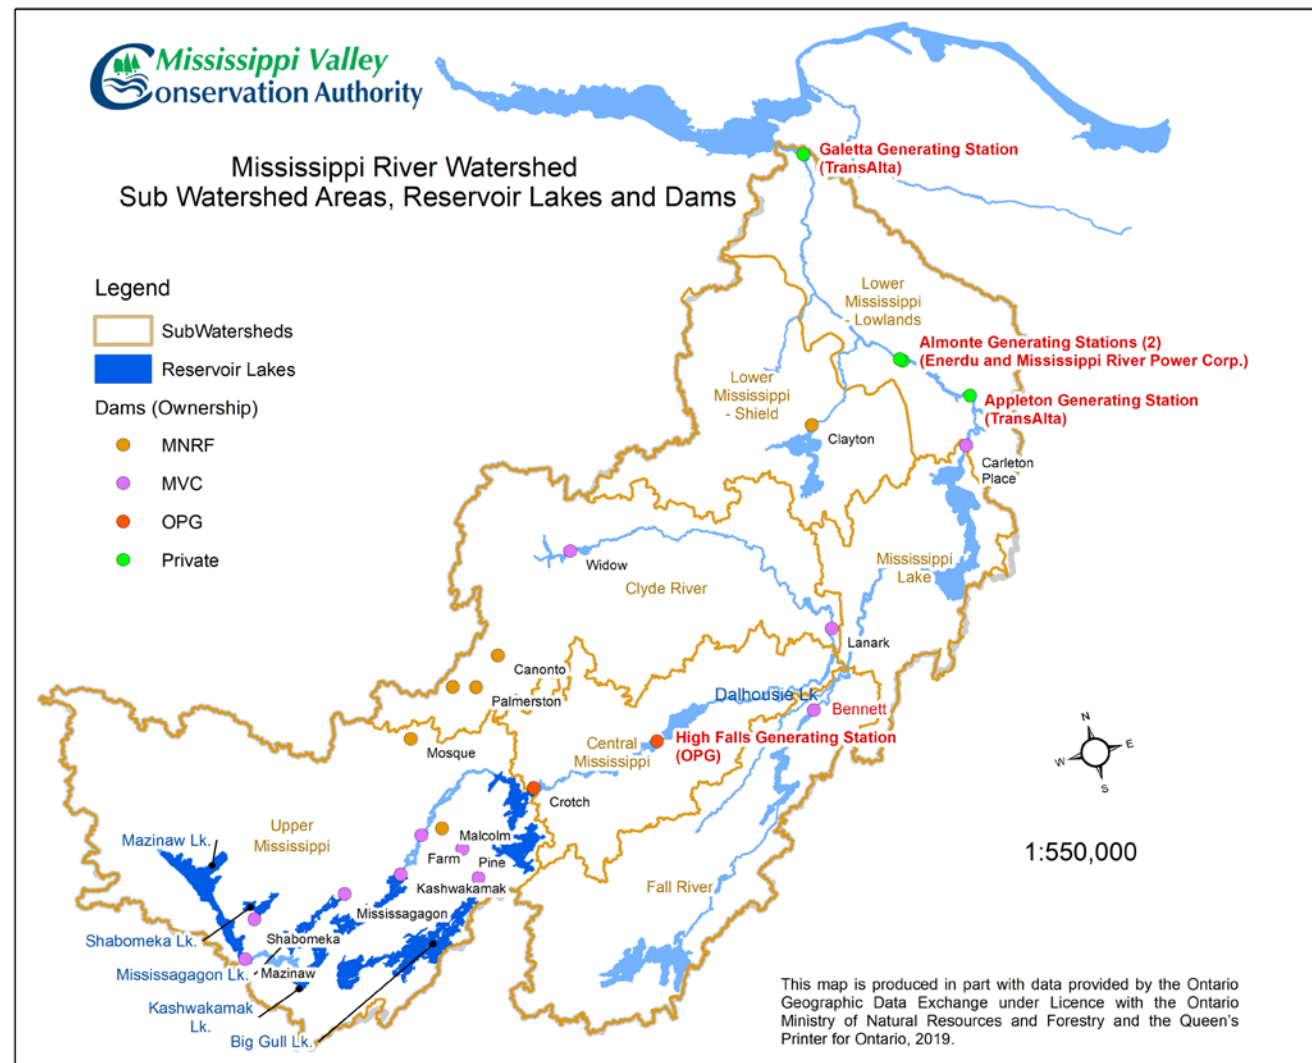 Mississippi Valley
Conservation Authority
Mississippi River Watershed
Sub Watershed Areas, Reservoir Lakes and Dams
Legend
SubWatersheds
Reservoir Lakes
Dams (Ownership)
MNRF
MVC
OPG
Private
Galetta Generating Station
(TransAlta)
Lower
Mississippi
- Lowlands
Almonte Generating Stations (2)
(Enerdu and Mississippi River Power Corp.)
Lower
Mississippi
- Shield
Appleton Generating Station
(TransAlta)
Clayton
Carleton
Place
Widow
Clyde River
Mississippi
Lake
Lanark
Canonto
Palmerston
Dalhousie Lk
Bennett
Mosque
Central
Mississippi
High Falls Generating Station
(OPG)
Crotch
Upper
Mississippi
Mazinaw Lk.
Malcolm
Farm
Pine
Kashwakamak
Mississagagon
Fall River
Shabomeka Lk.
Shabomeka
Mississagagon Lk.
Mazinaw
Kashwakamak
Lk.
Big Gull Lk.
N
E
W
S
1:550,000
This map is produced in part with data provided by the Ontario
Geographic Data Exchange under Licence with the Ontario
Ministry of Natural Resources and Forestry and the Queen's
Printer for Ontario, 2019.